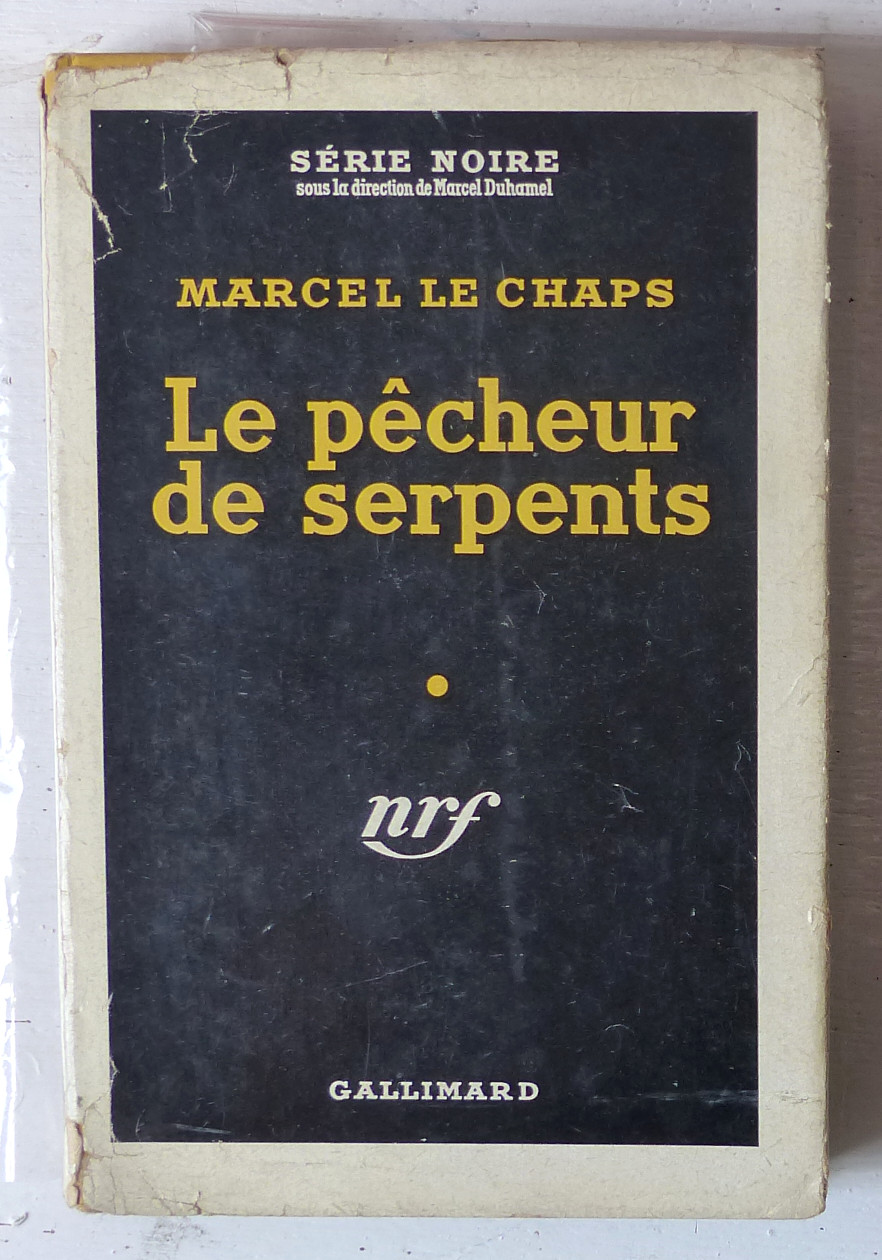 SÉRIE NOIRE
sous la direction de Marcel Duhamel
MARCEL LE CHAPS
Le pêcheur
de serpents
nrf
GALLIMARD